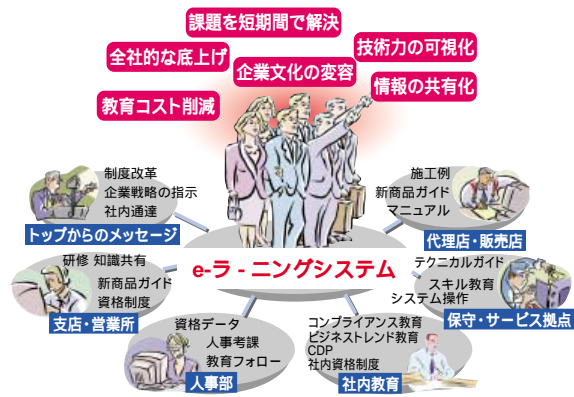 課題を短期間で解決
技術力の可視化
全社的な底上げ
企業文化の変容
情報の共有化
教育コスト削減
制度改革
企業戦略の指示
社内通達
トップからのメッセージ
施工例
新商品ガイド
マニュアル
代理店・販売店
e-ラ - ニングシステム
研修 知識共有
新商品ガイド
資格制度
支店・営業所
テクニカルガイド
スキル教育
システム操作
保守・サービス拠点
資格データ
人事考課
教育フォロー
人事部
コンプライアンス教育
ビジネストレンド教育
CDP
社内資格制度
社内教育